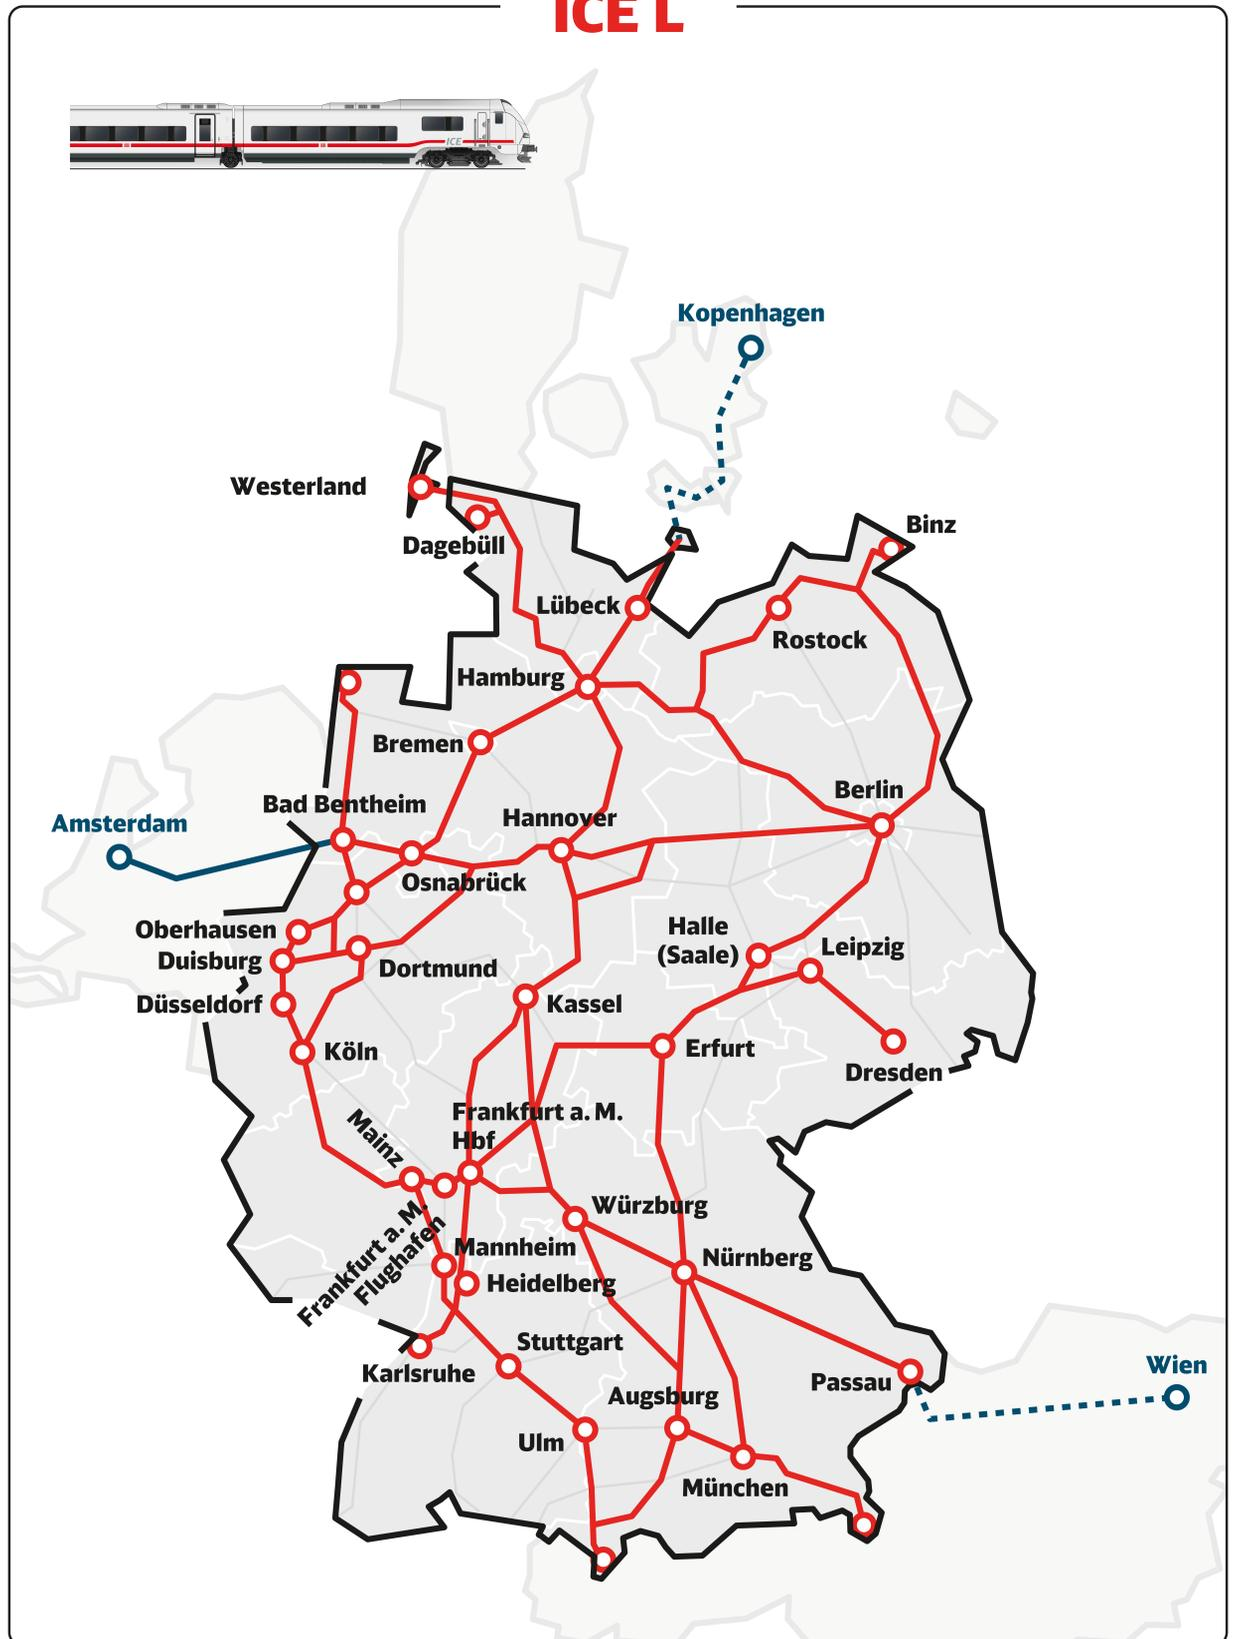 ICE L
ICE
Kopenhagen
Westerland
Binz
Dagebüll
Lübeck
Rostock
Hamburg
Bremen
Berlin
Bad Bentheim
Hannover
Amsterdam
Osnabrück
Halle
(Saale)
Oberhausen
Leipzig
Duisburg
Dortmund
Düsseldorf
Kassel
Erfurt
Köln
Dresden
Frankfurt a. M.
Hbf
Mainz
Würzburg
Frankfurt a. M.
Flughafen
Mannheim
Nürnberg
Heidelberg
Stuttgart
Karlsruhe
Wien
Passau
Augsburg
Ulm
München